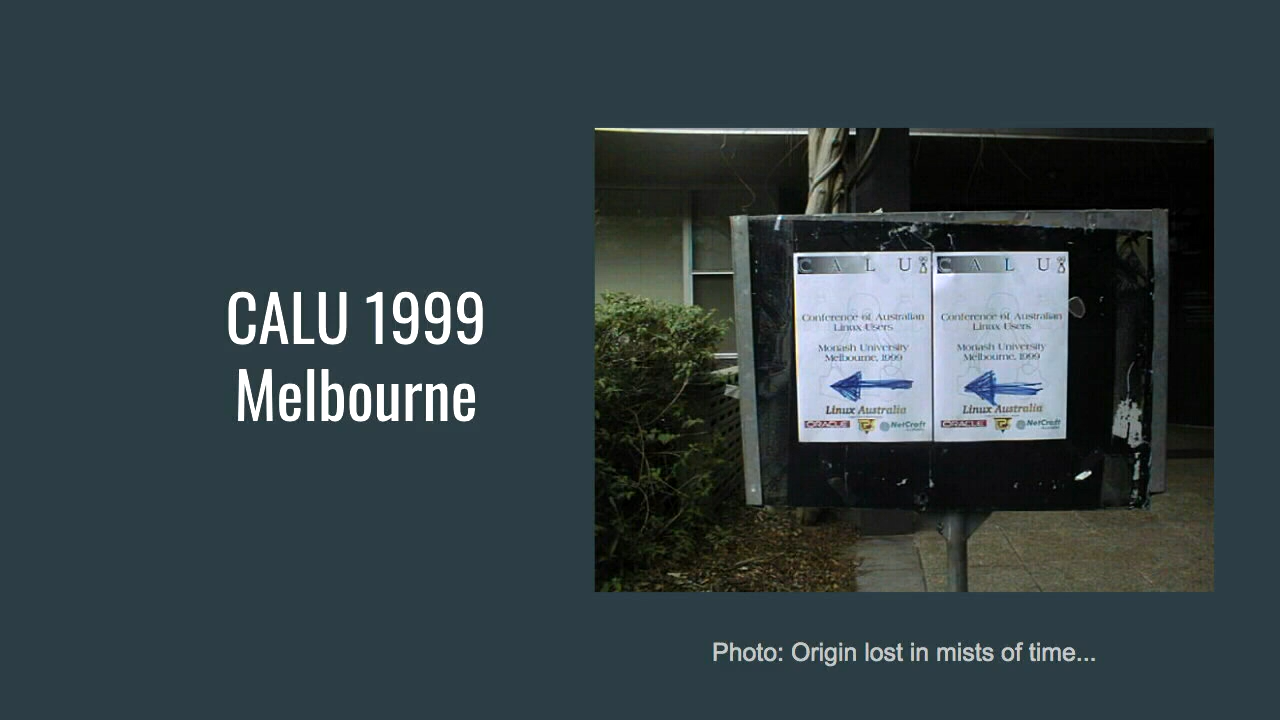 CALU 1999
Melbourne
CALU
Conference of Australian
Linux Users
Monash University
Melbourne, 1999
Linux Australia
ORACLE
NetCraft
CALU
Conference of Australian
Linux Users
Monash University
Melbourne, 1999
Linux Australia
ORACLE
NetCraft
Photo: Origin lost in mists of time...